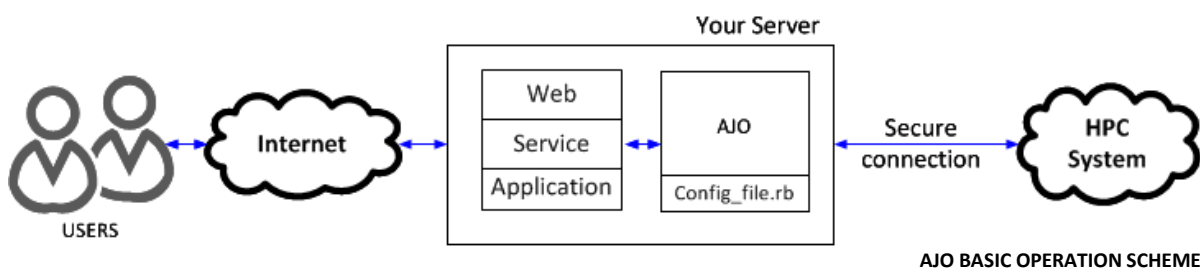 Your Server
USERS
Internet
Web
Service
Application
AJO
Config_file.rb
Secure
connection
HPC
System
AJO BASIC OPERATION SCHEME